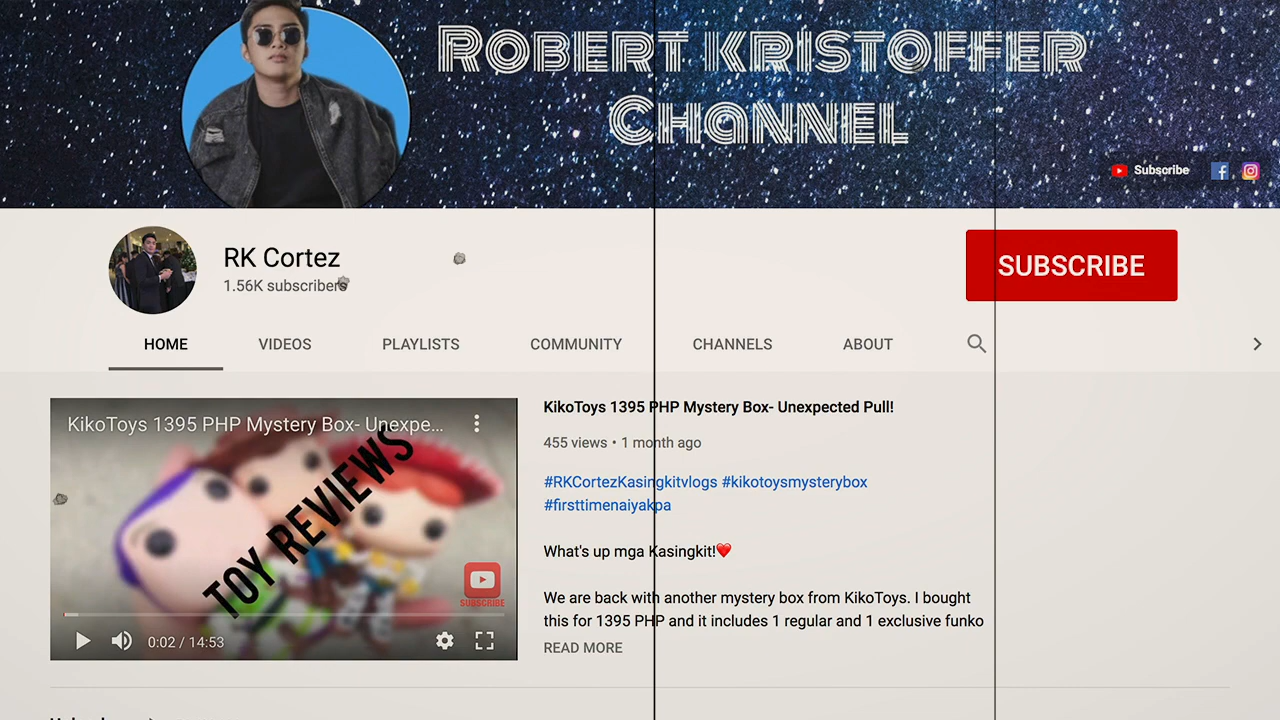 ROBERT KRISTOFFER
CHANNEL
Subscribe
RK Cortez
1.56K subscribers
SUBSCRIBE
HOME
VIDEOS
PLAYLISTS
COMMUNITY
CHANNELS
ABOUT
KikoToys 1395 PHP Mystery Box- Unexpe...
TOY REVIEWS
SUBSCRIBE
0:02 / 14:53
KikoToys 1395 PHP Mystery Box- Unexpected Pull!
455 views • 1 month ago
#RKCortezKasingkitvlogs #kikotoysmysterybox
#firsttimenaiyakpa
What's up mga Kasingkit!❤️
We are back with another mystery box from KikoToys. I bought
this for 1395 PHP and it includes 1 regular and 1 exclusive funko
READ MORE